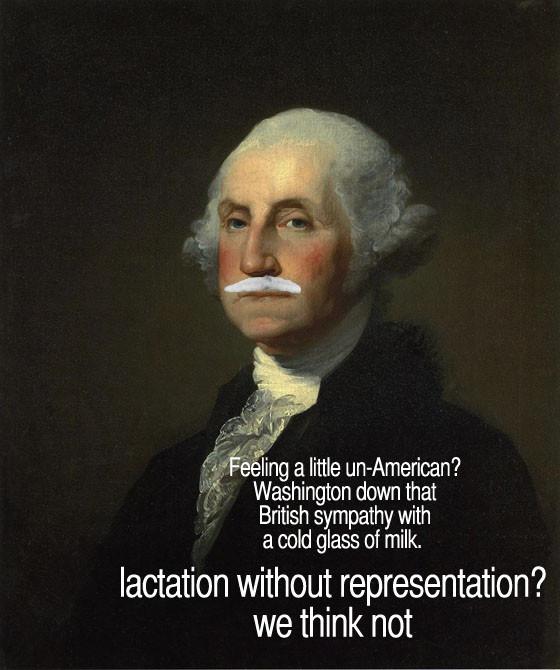 Feeling a little un-American?
Washington down that
British sympathy with
a cold glass of milk.
lactation without representation?
we think not